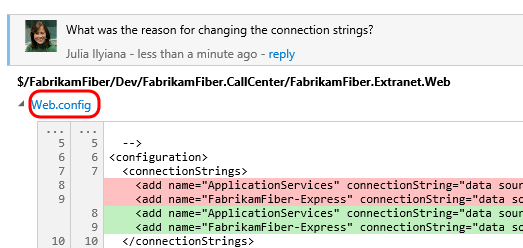 What was the reason for changing the connection strings?
Julia Ilyiana - less than a minute ago - reply
$/FabrikamFiber/Dev/FabrikamFiber.CallCenter/FabrikamFiber.Extranet.Web
Web.config
... ...
5 5 -->
6 6 <configuration>
7 7 <connectionStrings>
8 <add name="ApplicationServices" connectionString="data sour
9 <add name="FabrikamFiber-Express" connectionString="data s
8 <add name="ApplicationServices" connectionString="data sour
9 <add name="FabrikamFiber-Express" connectionString="data s
10 10 </connectionStrings>